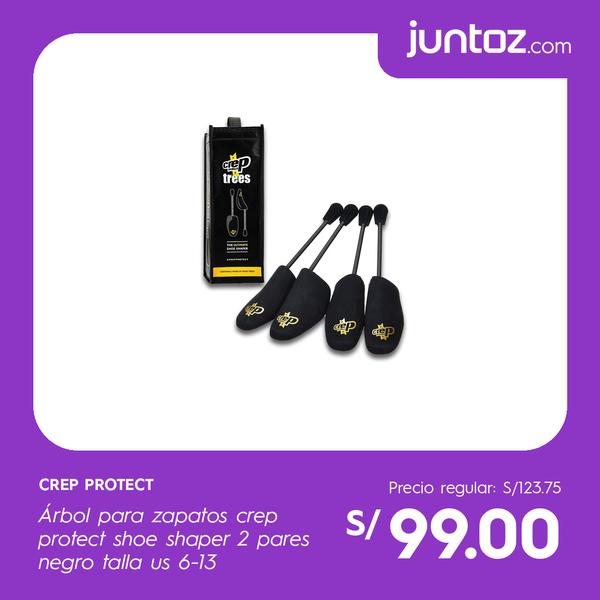 juntoz.com
crep
protect
trees
THE ULTIMATE
SHOE SHAPER
crep
crep
crep
crep
CREP PROTECT
Precio regular: S/123.75
Árbol para zapatos crep
protect shoe shaper 2 pares
negro talla us 6-13
S/ 99.00